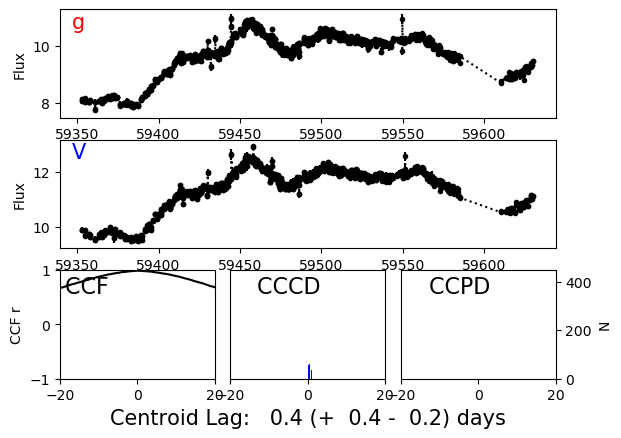 g
Flux
10
8
59350 59400 59450 59500 59550 59600
V
Flux
12
10
59350 59400 59450 59500 59550 59600
CCF CCCD CCPD
CCF r
1
0
−1
400
200
0
N
−20 0 20 −20 0 20 −20 0 20
Centroid Lag: 0.4 (+ 0.4 - 0.2) days